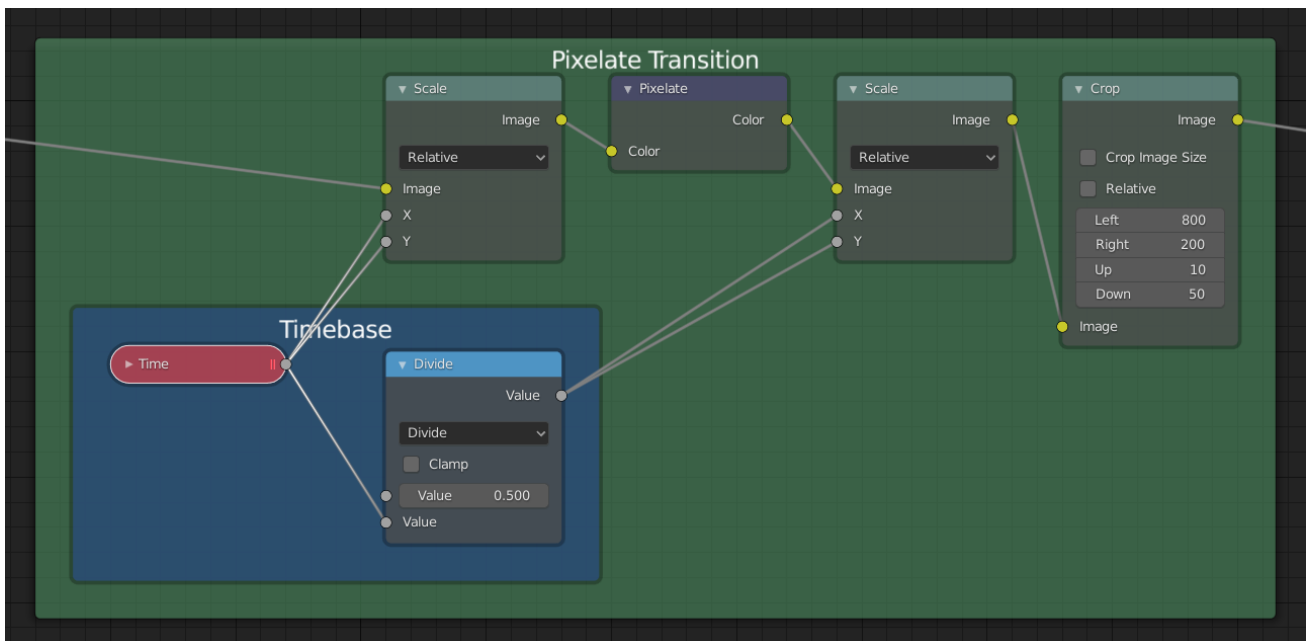 Pixelate Transition
Scale
Image
Relative
Image
X
Y
Pixelate
Color
Color
Scale
Image
Relative
Image
X
Y
Crop
Image
Crop Image Size
Relative
Left 800
Right 200
Up 10
Down 50
Image
Timebase
Time
Divide
Value
Divide
Clamp
Value 0.500
Value